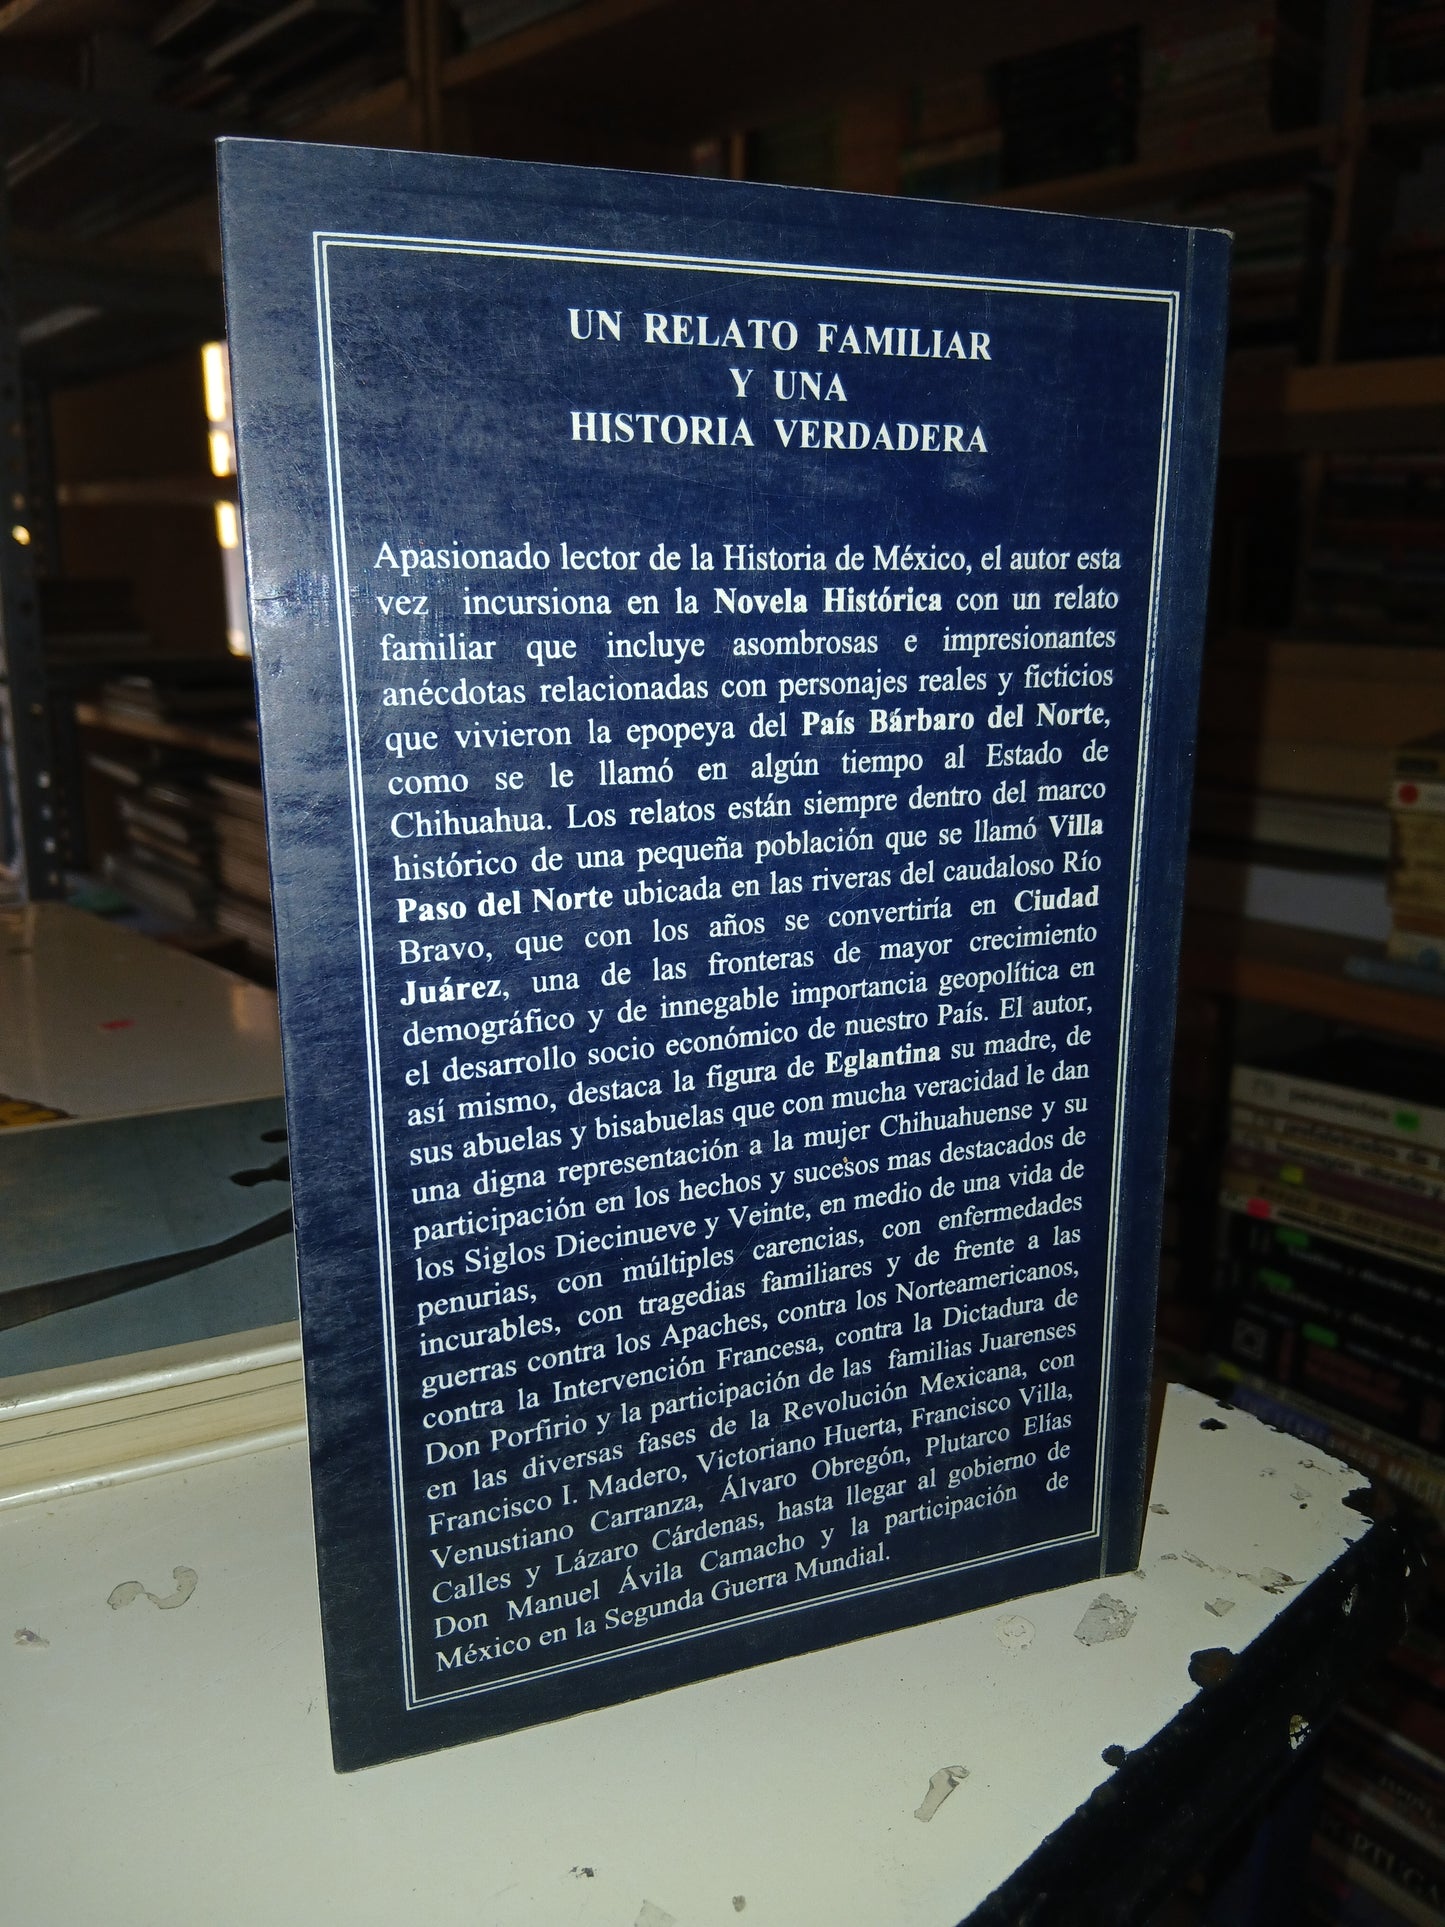 UN RELATO FAMILIAR
Y UNA
HISTORIA VERDADERA
Apasionado lector de la Historia de México, el autor esta
vez incursiona en la Novela Histórica con un relato
familiar que incluye asombrosas e impresionantes
anécdotas relacionadas con personajes reales y ficticios
que vivieron la epopeya del País Bárbaro del Norte,
como se le llamó en algún tiempo al Estado de
Chihuahua. Los relatos están siempre dentro del marco
histórico de una pequeña población que se llamó Villa
Paso del Norte ubicada en las riveras del caudaloso Río
Bravo, que con los años se convertiría en Ciudad
Juárez, una de las fronteras de mayor crecimiento
demográfico y de innegable importancia geopolítica en
el desarrollo socio económico de nuestro País. El autor,
así mismo, destaca la figura de Eglantina su madre, de
sus abuelas y bisabuelas que con mucha veracidad le dan
una digna representación a la mujer Chihuahuense y su
participación en los hechos y sucesos mas destacados de
los Siglos Diecinueve y Veinte, en medio de una vida de
penurias, con múltiples carencias, con enfermedades
incurables, con tragedias familiares y de frente a las
guerras contra los Apaches, contra los Norteamericanos,
contra la Intervención Francesa, contra la Dictadura de
Don Porfirio y la participación de las familias Juarenses
en las diversas fases de la Revolución Mexicana, con
Francisco I. Madero, Victoriano Huerta, Francisco Villa,
Venustiano Carranza, Álvaro Obregón, Plutarco Elías
Calles y Lázaro Cárdenas, hasta llegar al gobierno de
Don Manuel Ávila Camacho y la participación de
México en la Segunda Guerra Mundial.